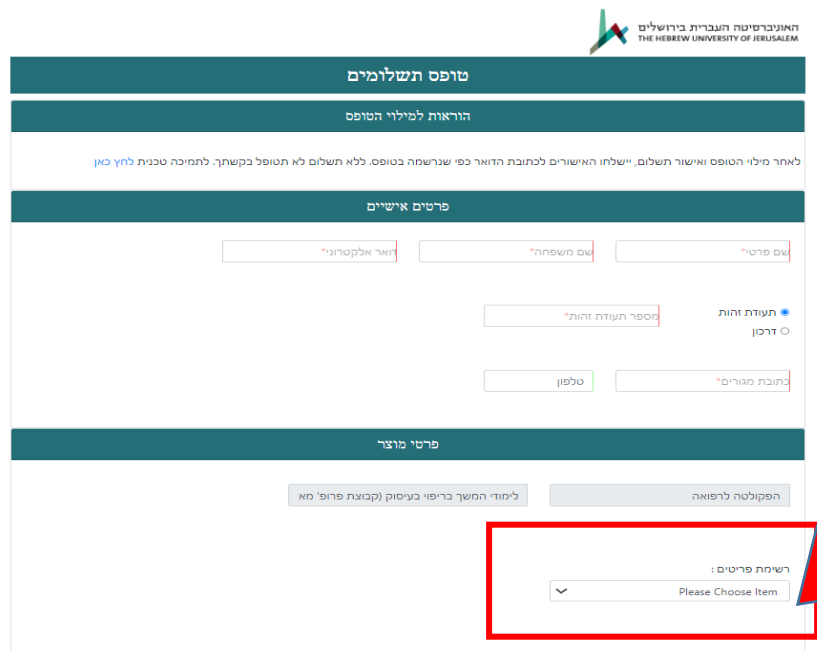 האוניברסיטה העברית בירושלים
THE HEBREW UNIVERSITY OF JERUSALEM
טופס תשלומים
הוראות למילוי הטופס
לאחר מילוי הטופס ואישור תשלום, יישלחו האישורים לכתובת הדואר כפי שנרשמה בטופס. ללא תשלום לא תטופל בקשתך. לתמיכה טכנית לחץ כאן
פרטים אישיים
שם פרטי* שם משפחה* דואר אלקטרוני*
תעודת זהות מספר תעודת זהות*
דרכון
כתובת מגורים* טלפון
פרטי מוצר
הפקולטה לרפואה לימודי המשך בריפוי בעיסוק (קבוצת פרופ' מא
רשימת פריטים :
Please Choose Item